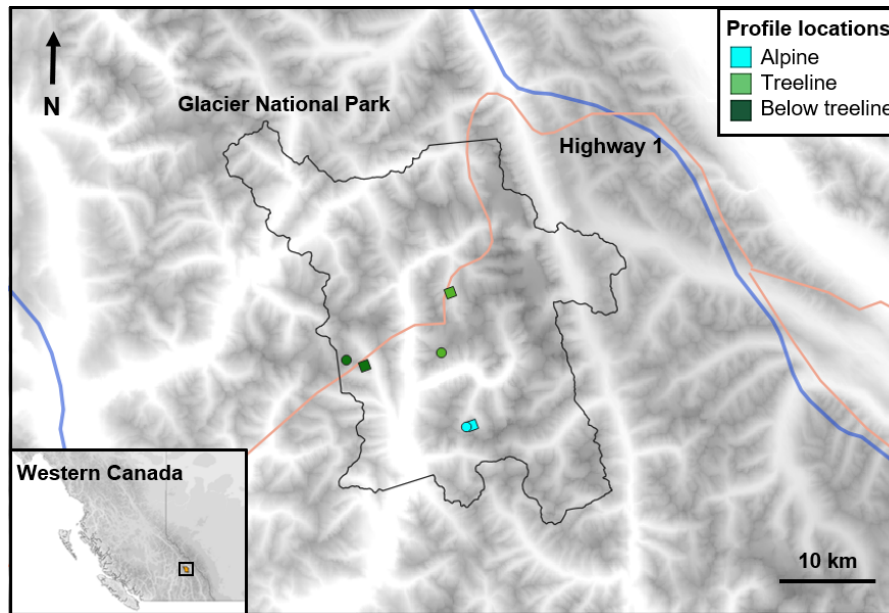 N
Glacier National Park
Highway 1
Profile locations
Alpine
Treeline
Below treeline
Western Canada
10 km